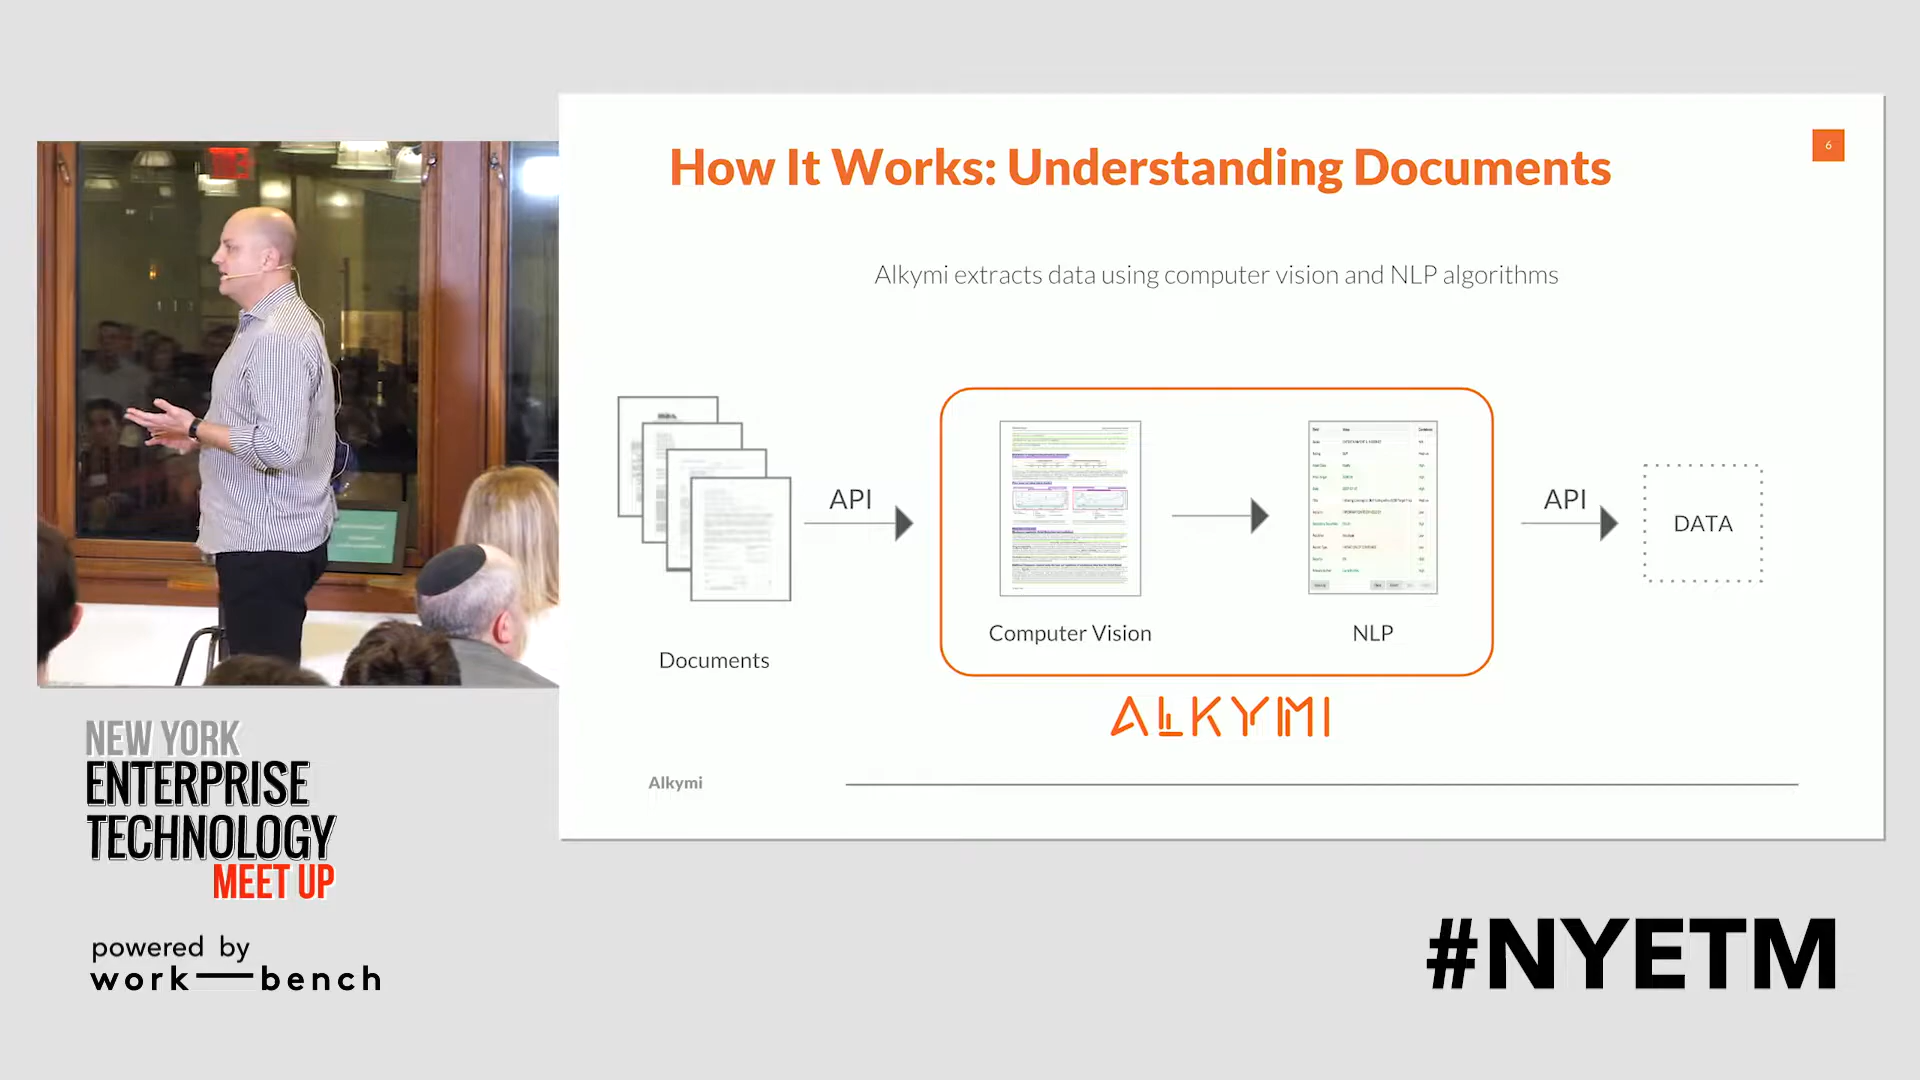 How It Works: Understanding Documents
6
Alkymi extracts data using computer vision and NLP algorithms
API
API
DATA
Computer Vision
NLP
Documents
ALKYMI
Alkymi
NEW YORK
ENTERPRISE
TECHNOLOGY
MEET UP
powered by
work—bench
#NYETM